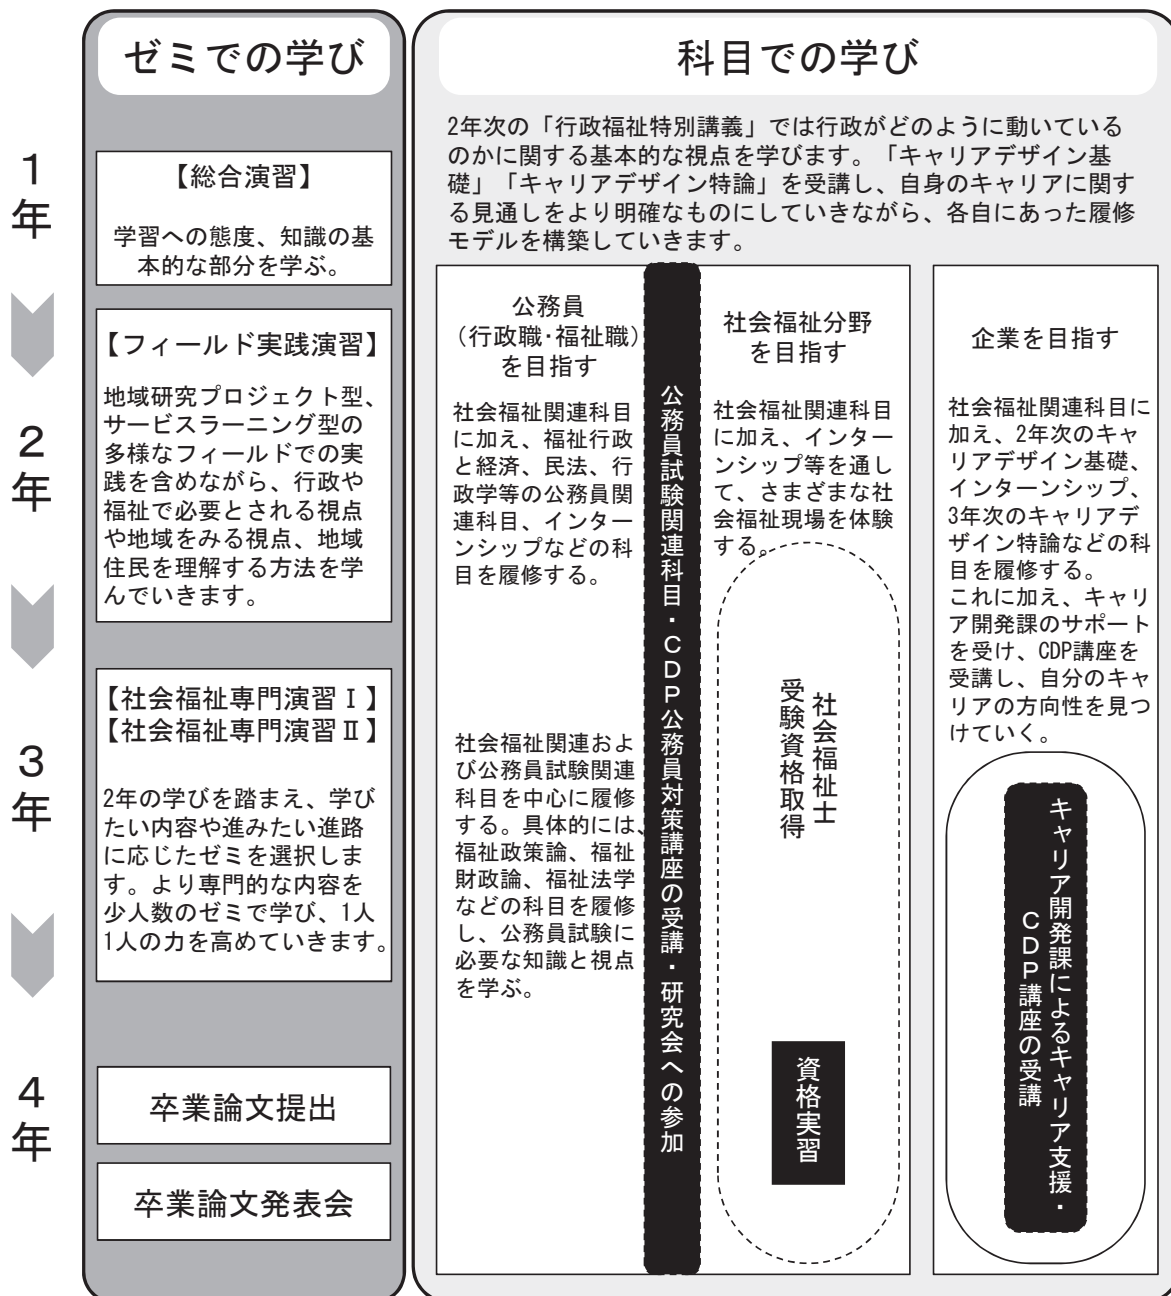 ゼミでの学び
科目での学び
1
年
2
年
3
年
4
年
【総合演習】
学習への態度、知識の基
本的な部分を学ぶ。
【フィールド実践演習】
地域研究プロジェクト型、
サービスラーニング型の
多様なフィールドでの実
践を含めながら、行政や
福祉で必要とされる視点
や地域をみる視点、地域
住民を理解する方法を学
んでいきます。
【社会福祉専門演習Ⅰ】
【社会福祉専門演習Ⅱ】
2年の学びを踏まえ、学び
たい内容や進みたい進路
に応じたゼミを選択しま
す。より専門的な内容を
少人数のゼミで学び、1人
1人の力を高めていきます。
卒業論文提出
卒業論文発表会
2年次の「行政福祉特別講義」では行政がどのように動いている
のかに関する基本的な視点を学びます。「キャリアデザイン基
礎」「キャリアデザイン特論」を受講し、自身のキャリアに関す
る見通しをより明確なものにしていきながら、各自にあった履修
モデルを構築していきます。
公務員
（行政職・福祉職）
を目指す
社会福祉関連科目
に加え、福祉行政
と経済、民法、行
政学等の公務員関
連科目、インター
ンシップなどの科
目を履修する。
社会福祉関連およ
び公務員試験関連
科目を中心に履修
する。具体的には、
福祉政策論、福祉
財政論、福祉法学
などの科目を履修
し、公務員試験に
必要な知識と視点
を学ぶ。
公務員試験関連科目・ＣＤＰ公務員対策講座の受講・研究会への参加
社会福祉分野
を目指す
社会福祉関連科目
に加え、インター
ンシップ等を通し
て、さまざまな社
会福祉現場を体験
する。
社会福祉士
受験資格取得
資格実習
企業を目指す
社会福祉関連科目に
加え、2年次のキャ
リアデザイン基礎、
インターンシップ、
3年次のキャリアデ
ザイン特論などの科
目を履修する。
これに加え、キャリ
ア開発課のサポート
を受け、CDP講座を
受講し、自分のキャ
リアの方向性を見つ
けていく。
キャリア開発課によるキャリア支援・
ＣＤＰ講座の受講